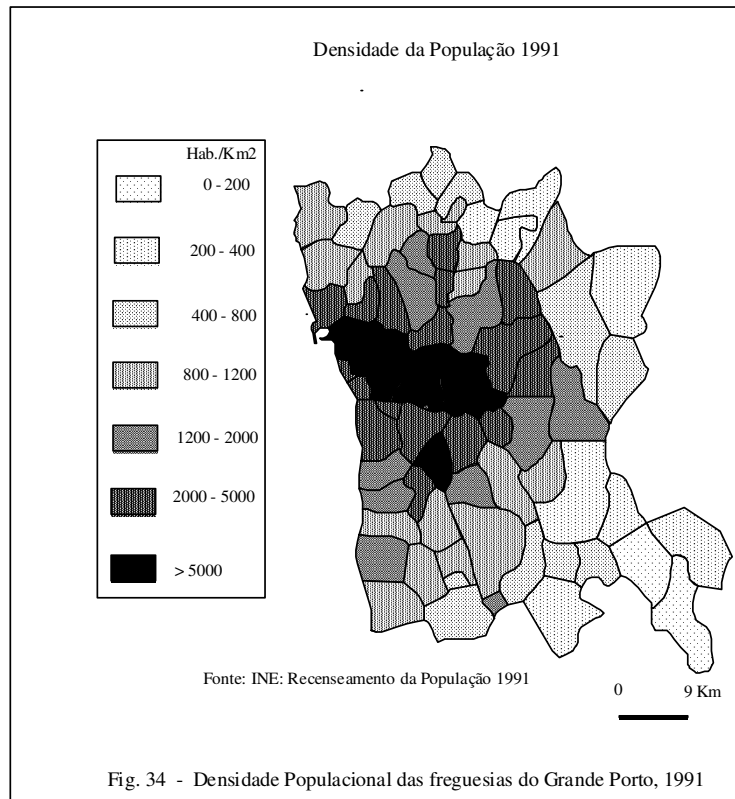 Densidade da População 1991
Hab./Km2
0 - 200
200 - 400
400 - 800
800 - 1200
1200 - 2000
2000 - 5000
> 5000
Fonte: INE: Recenseamento da População 1991
0 9 Km
Fig. 34 - Densidade Populacional das freguesias do Grande Porto, 1991